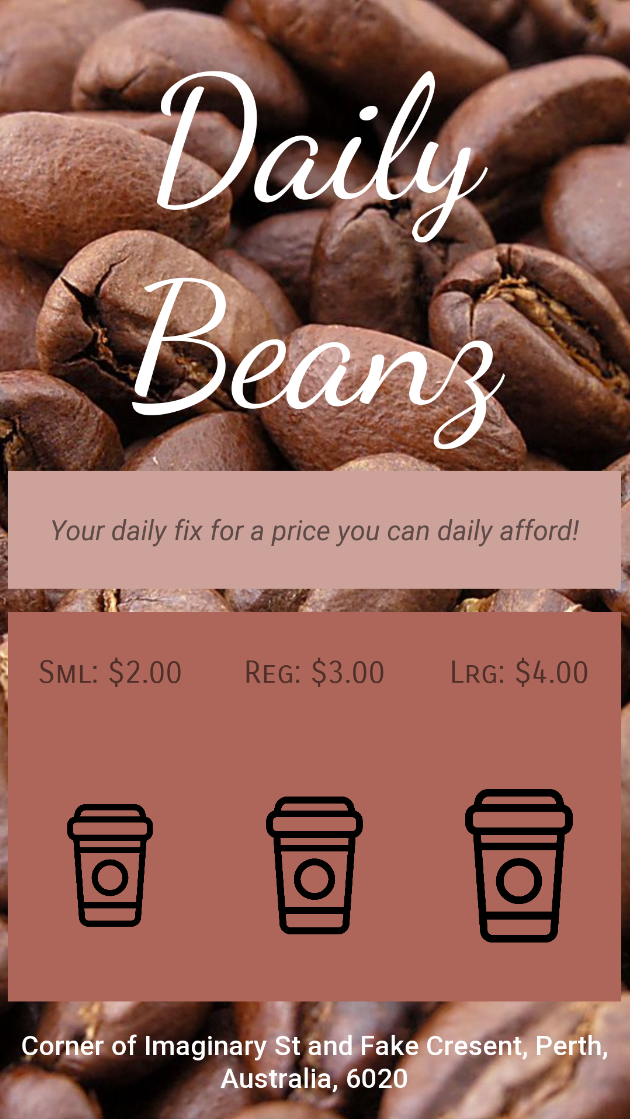 Daily
Beanz
Your daily fix for a price you can daily afford!
Sml: $2.00 Reg: $3.00 Lrg: $4.00
Corner of Imaginary St and Fake Cresent, Perth,
Australia, 6020